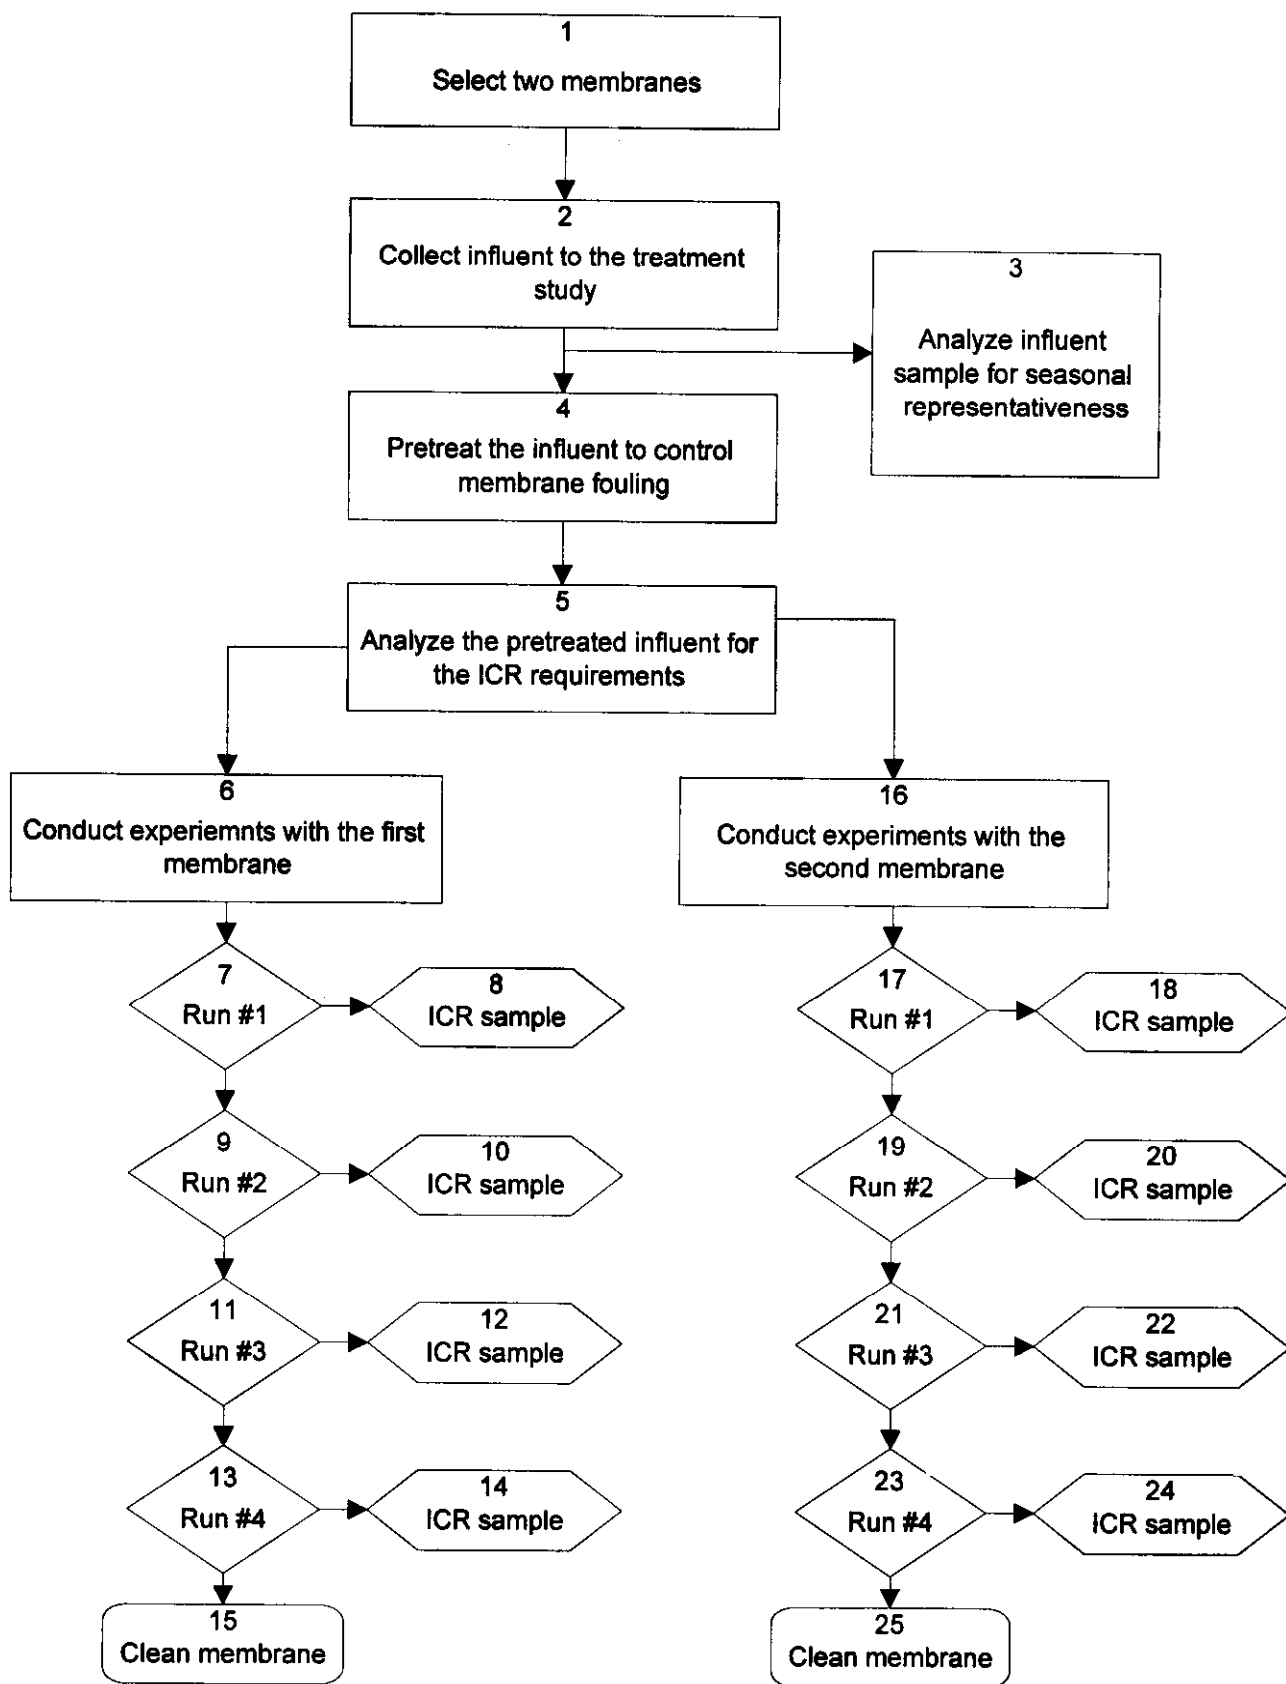 1
Select two membranes
2
Collect influent to the treatment
study
3
Analyze influent
sample for seasonal
representativeness
4
Pretreat the influent to control
membrane fouling
5
Analyze the pretreated influent for
the ICR requirements
6
Conduct experiemnts with the first
membrane
7
Run #1
8
ICR sample
9
Run #2
10
ICR sample
11
Run #3
12
ICR sample
13
Run #4
14
ICR sample
15
Clean membrane
16
Conduct experiments with the
second membrane
17
Run #1
18
ICR sample
19
Run #2
20
ICR sample
21
Run #3
22
ICR sample
23
Run #4
24
ICR sample
25
Clean membrane